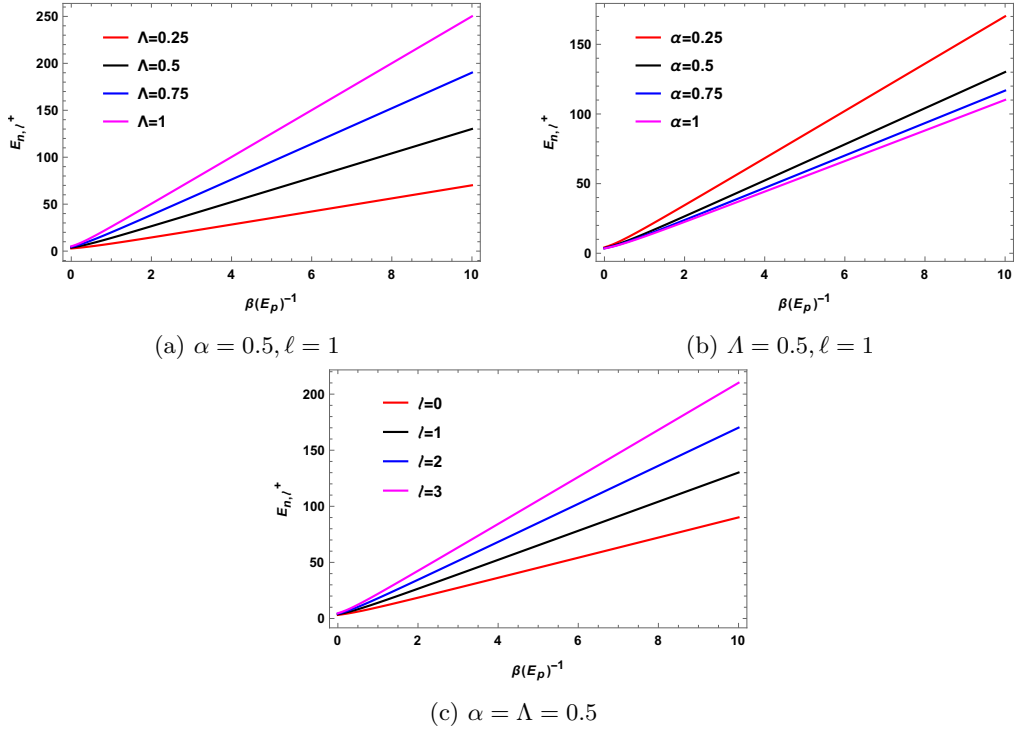 250
200
150
100
50
0
E_{n,l}^+
Λ=0.25
Λ=0.5
Λ=0.75
Λ=1
0 2 4 6 8 10
β(E_p)^{-1}
(a) α = 0.5, ℓ = 1
150
100
50
0
E_{n,l}^+
α=0.25
α=0.5
α=0.75
α=1
0 2 4 6 8 10
β(E_p)^{-1}
(b) Λ = 0.5, ℓ = 1
200
150
100
50
0
E_{n,l}^+
l=0
l=1
l=2
l=3
0 2 4 6 8 10
β(E_p)^{-1}
(c) α = Λ = 0.5